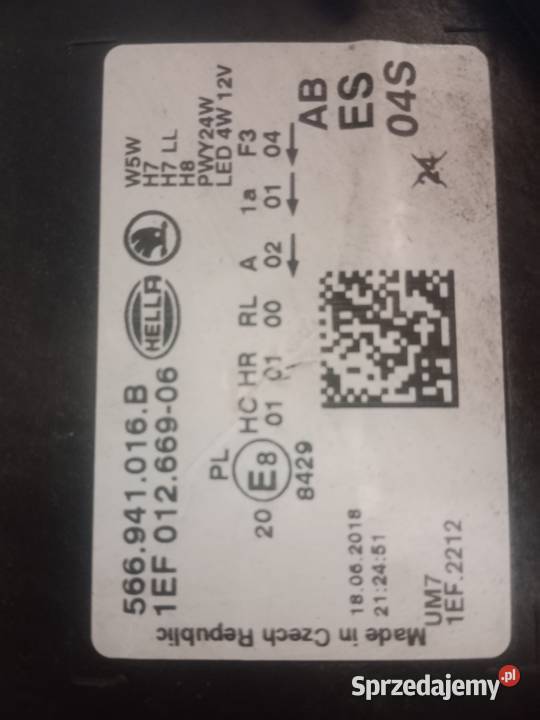 566.941.016.B
1EF 012.669-06
HELLA
W5W
H7
H7 LL
H8
PWY24W
LED 4W 12V
PL
HC HR RL A 1a F3
20 E8 01 01 00 02 01 04
8429
AB
ES
04S
24
18.06.2018
21:24:51
UM7
1EF.2212
Made in Czech Republic
Sprzedajemy.pl